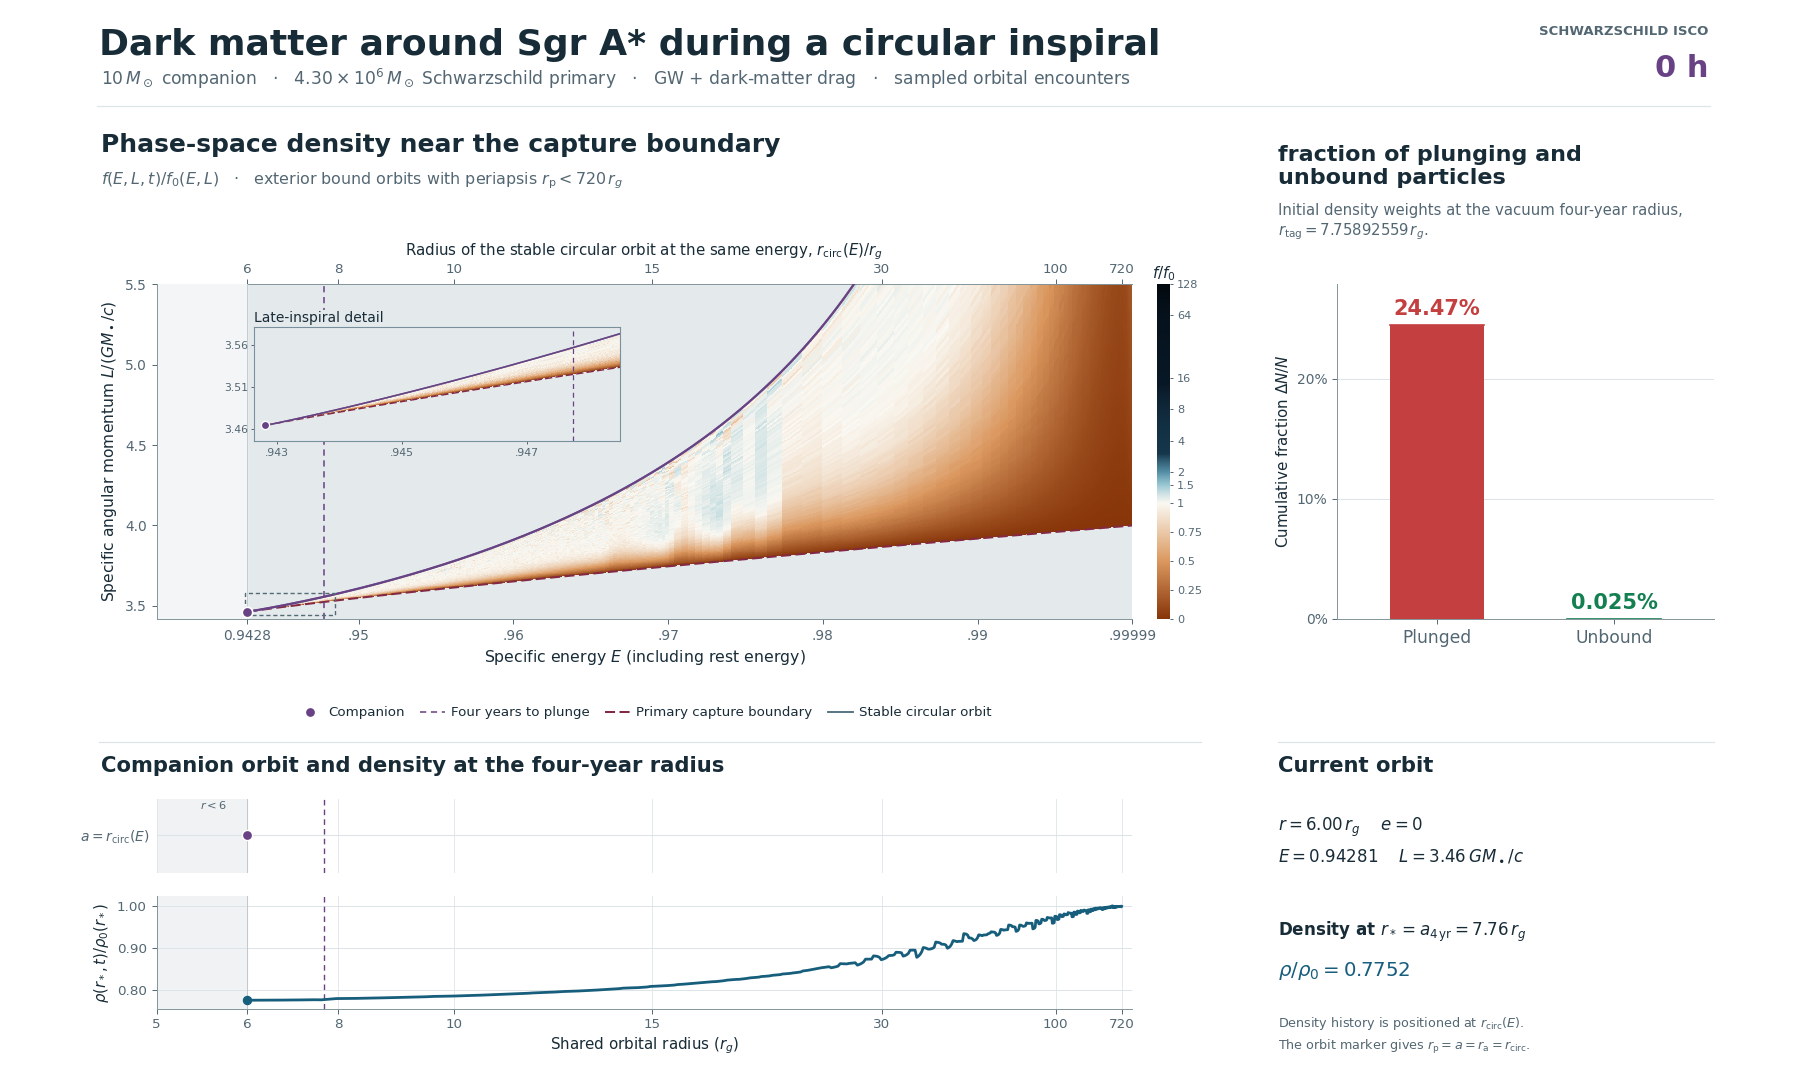 Dark matter around Sgr A* during a circular inspiral
10 M⊙ companion · 4.30 × 10⁶ M⊙ Schwarzschild primary · GW + dark-matter drag · sampled orbital encounters
SCHWARZSCHILD ISCO
0 h
Phase-space density near the capture boundary
f(E, L, t)/f₀(E, L) · exterior bound orbits with periapsis rₚ < 720 r_g
Radius of the stable circular orbit at the same energy, r_circ(E)/r_g
6 8 10 15 30 100 720
f/f₀
5.5
5.0
4.5
4.0
3.5
Specific angular momentum L/(GM•/c)
Late-inspiral detail
3.56
3.51
3.46
.943 .945 .947
128
64
16
8
4
2
1.5
1
0.75
0.5
0.25
0
0.9428 .95 .96 .97 .98 .99 .99999
Specific energy E (including rest energy)
Companion Four years to plunge Primary capture boundary Stable circular orbit
fraction of plunging and
unbound particles
Initial density weights at the vacuum four-year radius,
r_tag = 7.75892559 r_g.
24.47%
0.025%
20%
10%
0%
Cumulative fraction ΔN/N
Plunged Unbound
Companion orbit and density at the four-year radius
r < 6
a = r_circ(E)
1.00
0.90
0.80
ρ(r*, t)/ρ₀(r*)
5 6 8 10 15 30 100 720
Shared orbital radius (r_g)
Current orbit
r = 6.00 r_g e = 0
E = 0.94281 L = 3.46 GM•/c
Density at r* = a_4yr = 7.76 r_g
ρ/ρ₀ = 0.7752
Density history is positioned at r_circ(E).
The orbit marker gives rₚ = a = rₐ = r_circ.